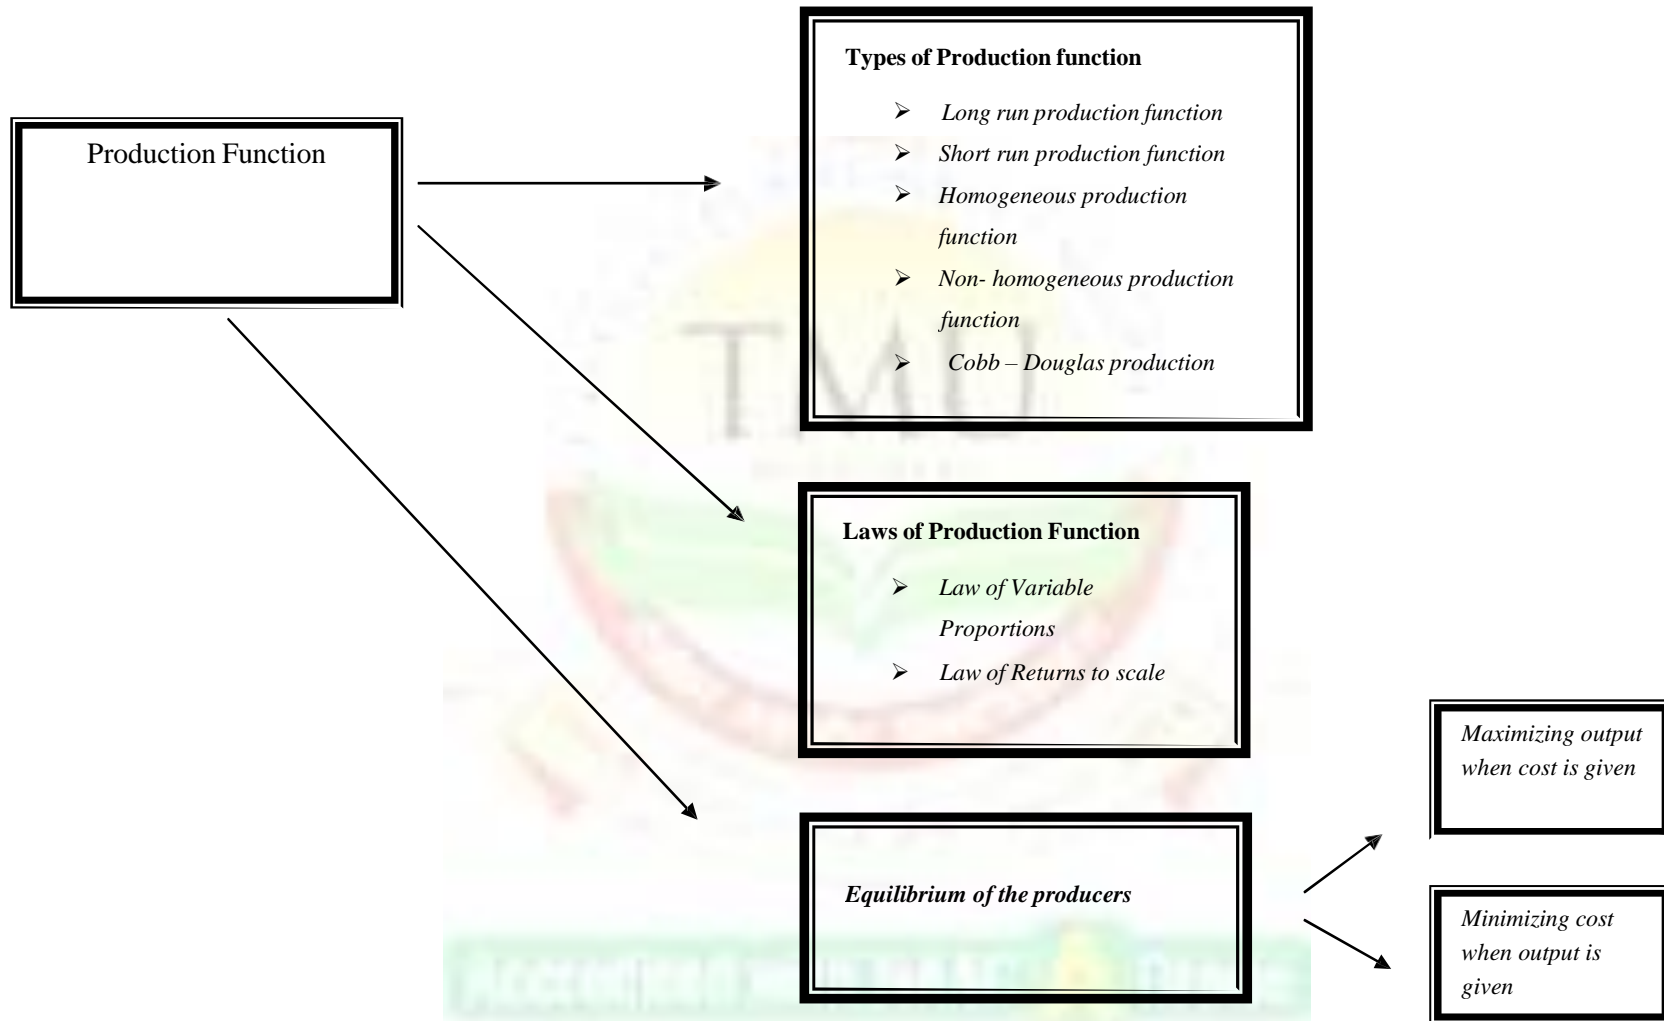 Production Function
Types of Production function
➢ Long run production function
➢ Short run production function
➢ Homogeneous production
function
➢ Non- homogeneous production
function
➢ Cobb – Douglas production
Laws of Production Function
➢ Law of Variable
Proportions
➢ Law of Returns to scale
Equilibrium of the producers
Maximizing output
when cost is given
Minimizing cost
when output is
given
TMU